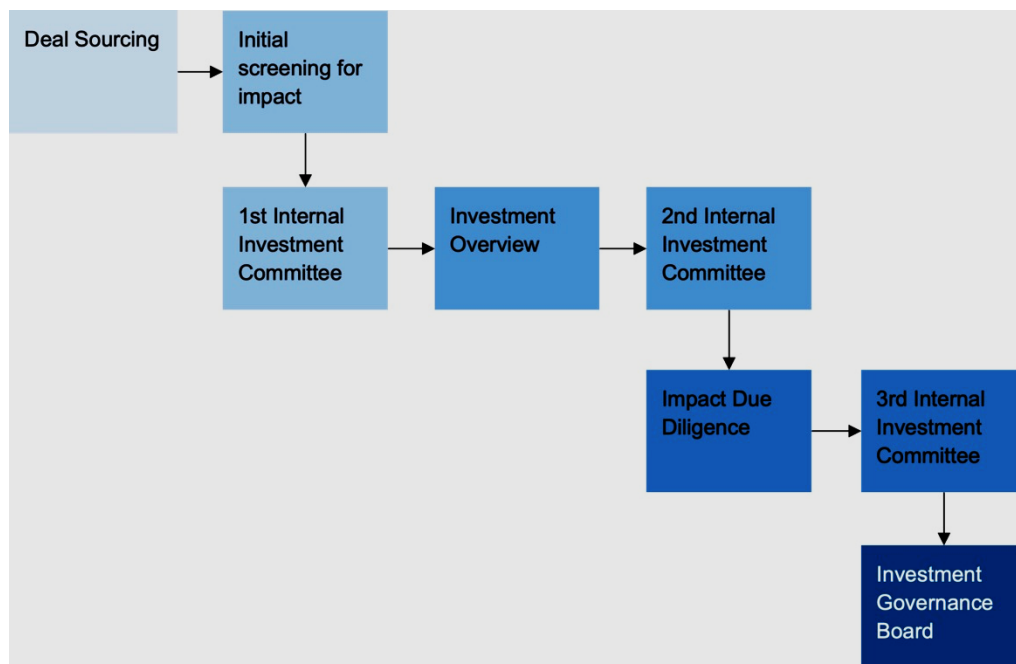 Deal Sourcing
Initial
screening for
impact
1st Internal
Investment
Committee
Investment
Overview
2nd Internal
Investment
Committee
Impact Due
Diligence
3rd Internal
Investment
Committee
Investment
Governance
Board